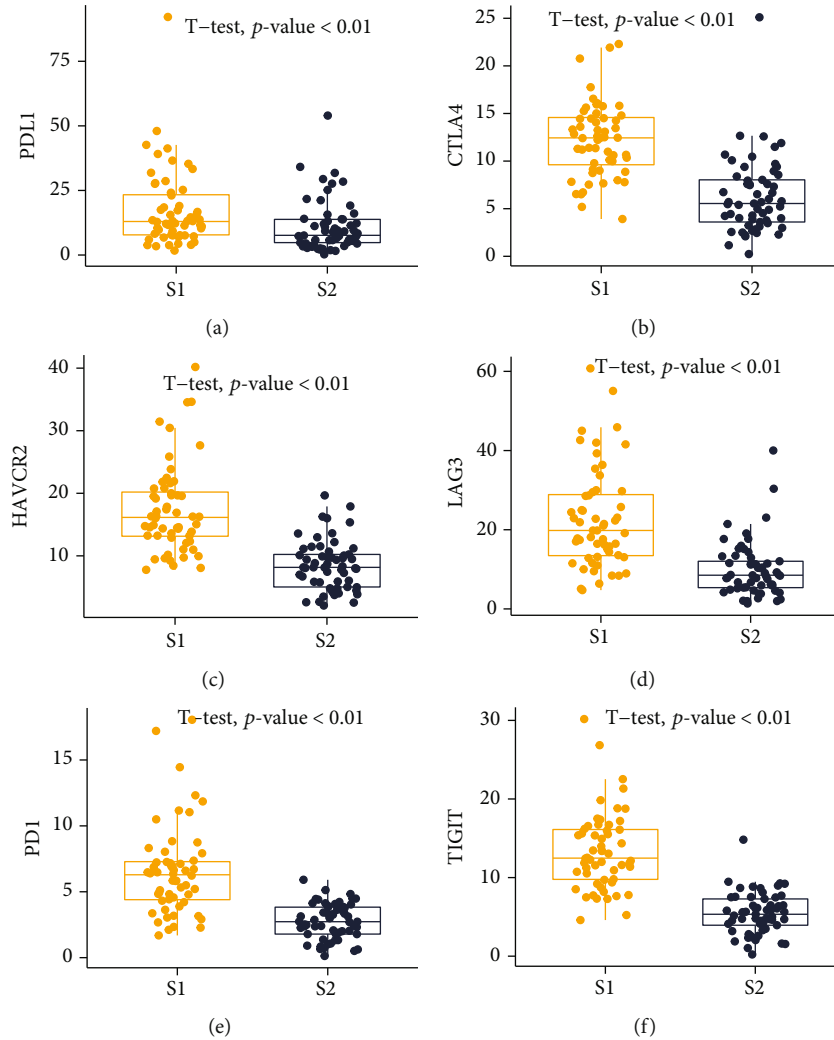 T−test, p-value < 0.01
PDL1
75
50
25
0
S1 S2
(a)
T−test, p-value < 0.01
CTLA4
25
20
15
10
5
0
S1 S2
(b)
T−test, p-value < 0.01
HAVCR2
40
30
20
10
S1 S2
(c)
T−test, p-value < 0.01
LAG3
60
40
20
0
S1 S2
(d)
T−test, p-value < 0.01
PD1
15
10
5
0
S1 S2
(e)
T−test, p-value < 0.01
TIGIT
30
20
10
0
S1 S2
(f)